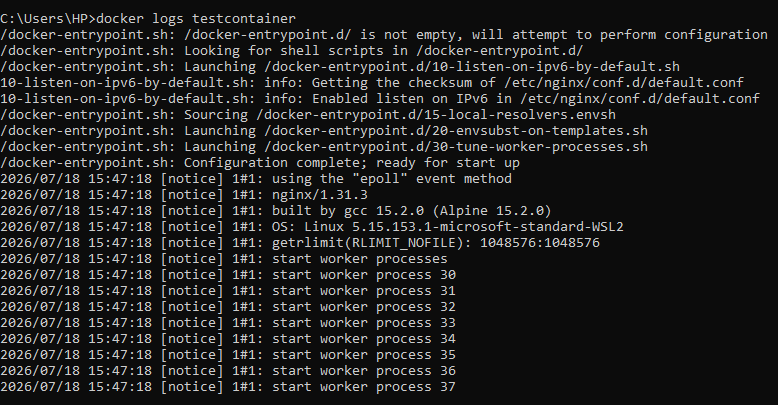 C:\Users\HP>docker logs testcontainer
/docker-entrypoint.sh: /docker-entrypoint.d/ is not empty, will attempt to perform configuration
/docker-entrypoint.sh: Looking for shell scripts in /docker-entrypoint.d/
/docker-entrypoint.sh: Launching /docker-entrypoint.d/10-listen-on-ipv6-by-default.sh
10-listen-on-ipv6-by-default.sh: info: Getting the checksum of /etc/nginx/conf.d/default.conf
10-listen-on-ipv6-by-default.sh: info: Enabled listen on IPv6 in /etc/nginx/conf.d/default.conf
/docker-entrypoint.sh: Sourcing /docker-entrypoint.d/15-local-resolvers.envsh
/docker-entrypoint.sh: Launching /docker-entrypoint.d/20-envsubst-on-templates.sh
/docker-entrypoint.sh: Launching /docker-entrypoint.d/30-tune-worker-processes.sh
/docker-entrypoint.sh: Configuration complete; ready for start up
2026/07/18 15:47:18 [notice] 1#1: using the "epoll" event method
2026/07/18 15:47:18 [notice] 1#1: nginx/1.31.3
2026/07/18 15:47:18 [notice] 1#1: built by gcc 15.2.0 (Alpine 15.2.0)
2026/07/18 15:47:18 [notice] 1#1: OS: Linux 5.15.153.1-microsoft-standard-WSL2
2026/07/18 15:47:18 [notice] 1#1: getrlimit(RLIMIT_NOFILE): 1048576:1048576
2026/07/18 15:47:18 [notice] 1#1: start worker processes
2026/07/18 15:47:18 [notice] 1#1: start worker process 30
2026/07/18 15:47:18 [notice] 1#1: start worker process 31
2026/07/18 15:47:18 [notice] 1#1: start worker process 32
2026/07/18 15:47:18 [notice] 1#1: start worker process 33
2026/07/18 15:47:18 [notice] 1#1: start worker process 34
2026/07/18 15:47:18 [notice] 1#1: start worker process 35
2026/07/18 15:47:18 [notice] 1#1: start worker process 36
2026/07/18 15:47:18 [notice] 1#1: start worker process 37